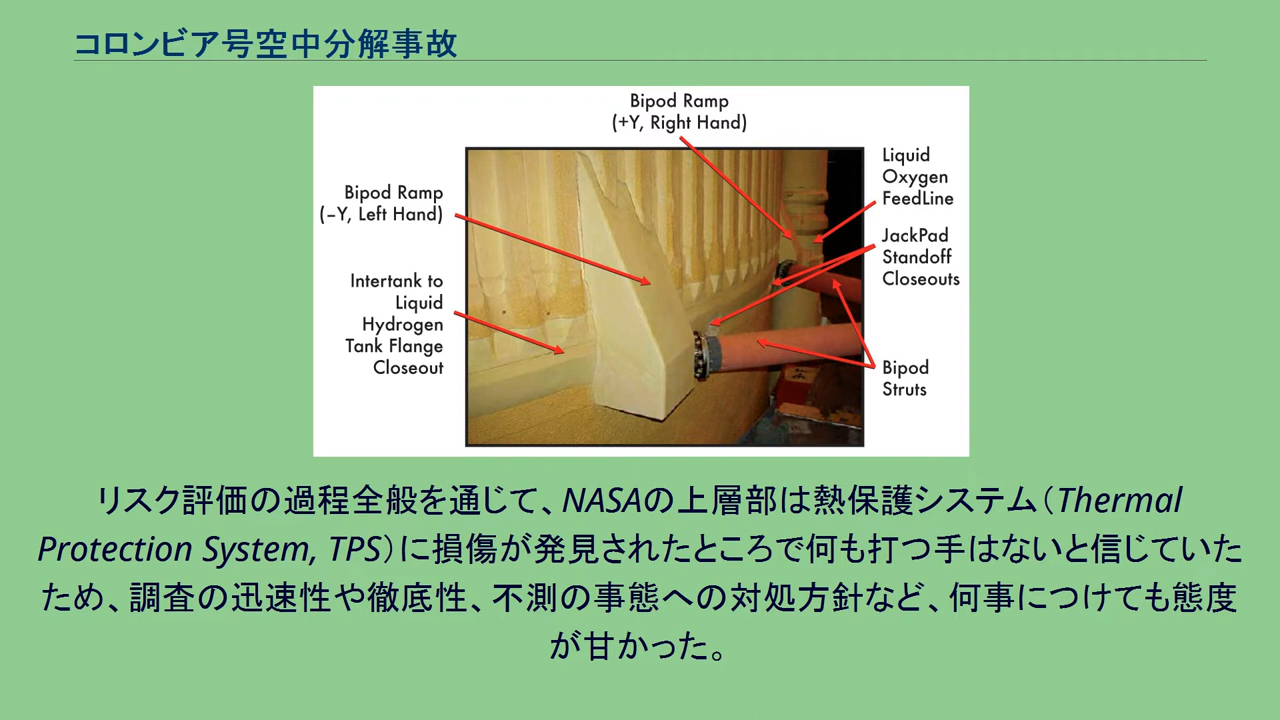 コロンビア号空中分解事故
Bipod Ramp
(+Y, Right Hand)
Liquid
Oxygen
FeedLine
Bipod Ramp
(–Y, Left Hand)
JackPad
Standoff
Closeouts
Intertank to
Liquid
Hydrogen
Tank Flange
Closeout
Bipod
Struts
リスク評価の過程全般を通じて、NASAの上層部は熱保護システム（Thermal
Protection System, TPS）に損傷が発見されたところで何も打つ手はないと信じていた
ため、調査の迅速性や徹底性、不測の事態への対処方針など、何事につけても態度
が甘かった。